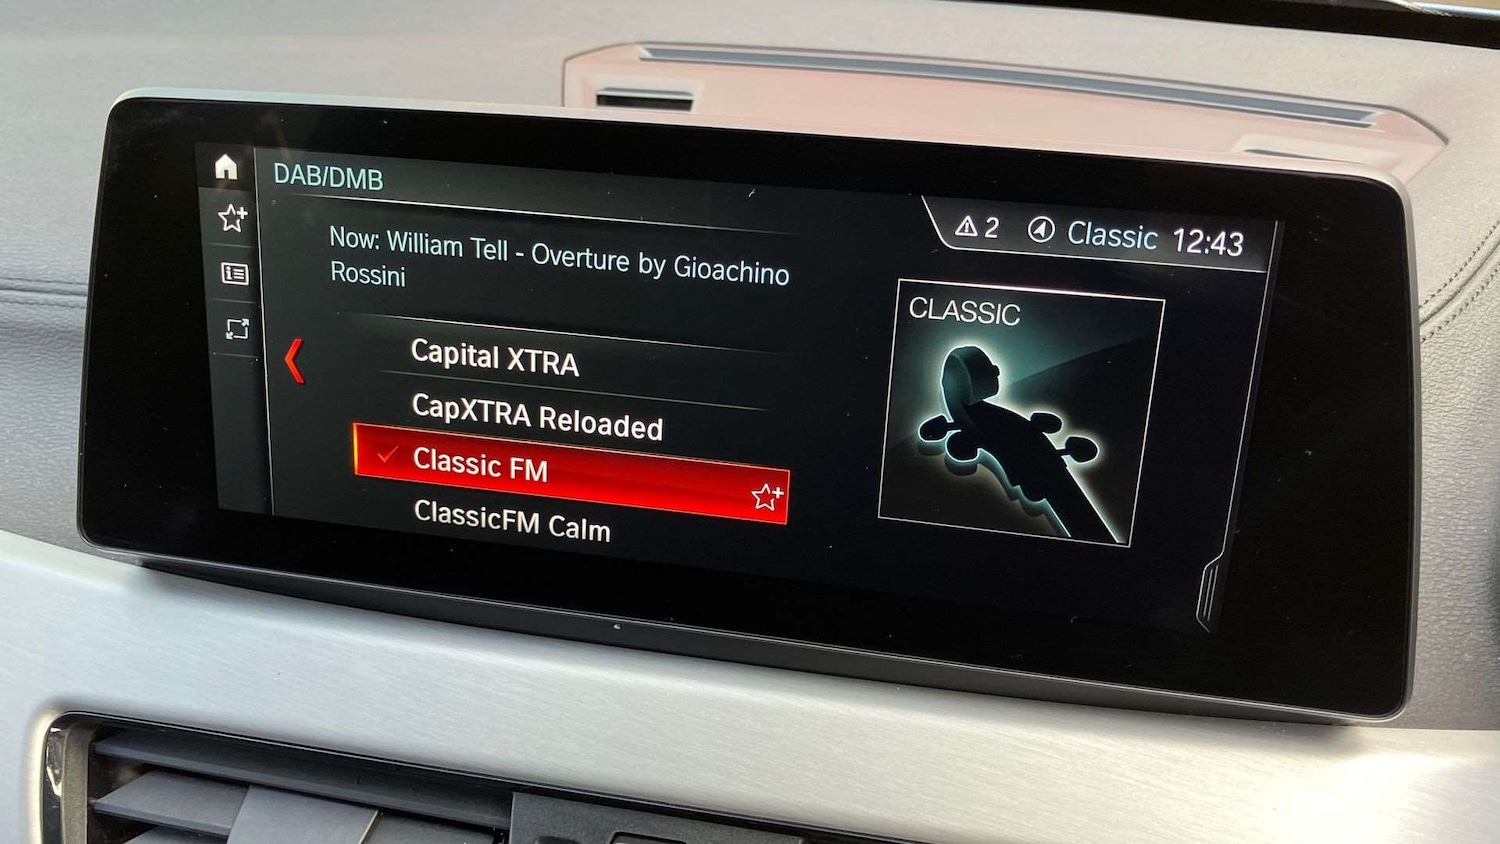 DAB/DMB
2 Classic 12:43
Now: William Tell - Overture by Gioachino
Rossini
CLASSIC
Capital XTRA
CapXTRA Reloaded
Classic FM
ClassicFM Calm